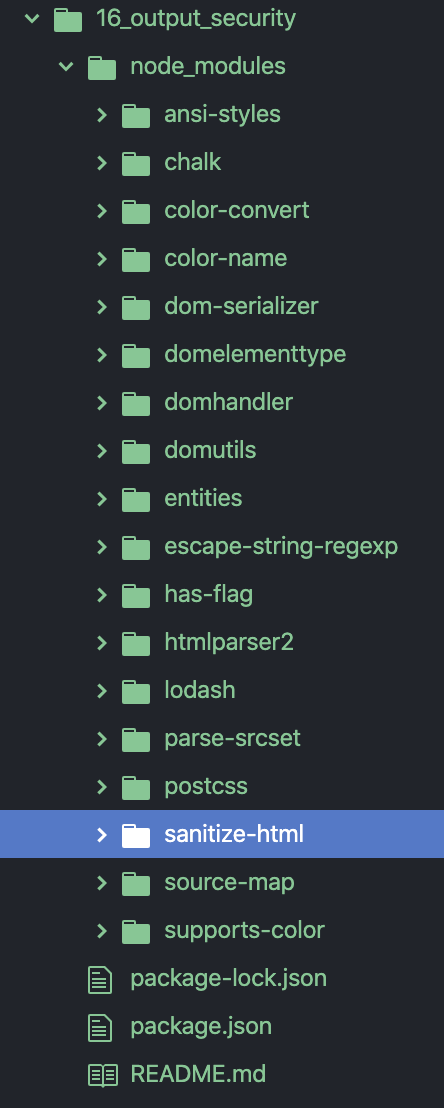 16_output_security
node_modules
ansi-styles
chalk
color-convert
color-name
dom-serializer
domelementtype
domhandler
domutils
entities
escape-string-regexp
has-flag
htmlparser2
lodash
parse-srcset
postcss
sanitize-html
source-map
supports-color
package-lock.json
package.json
README.md